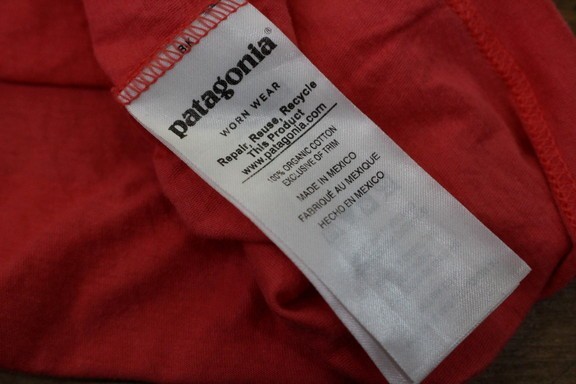 patagonia®
WORN WEAR
Repair, Reuse, Recycle
This Product
www.patagonia.com
100% ORGANIC COTTON
EXCLUSIVE OF TRIM
MADE IN MEXICO
FABRIQUÉ AU MEXIQUE
HECHO EN MEXICO